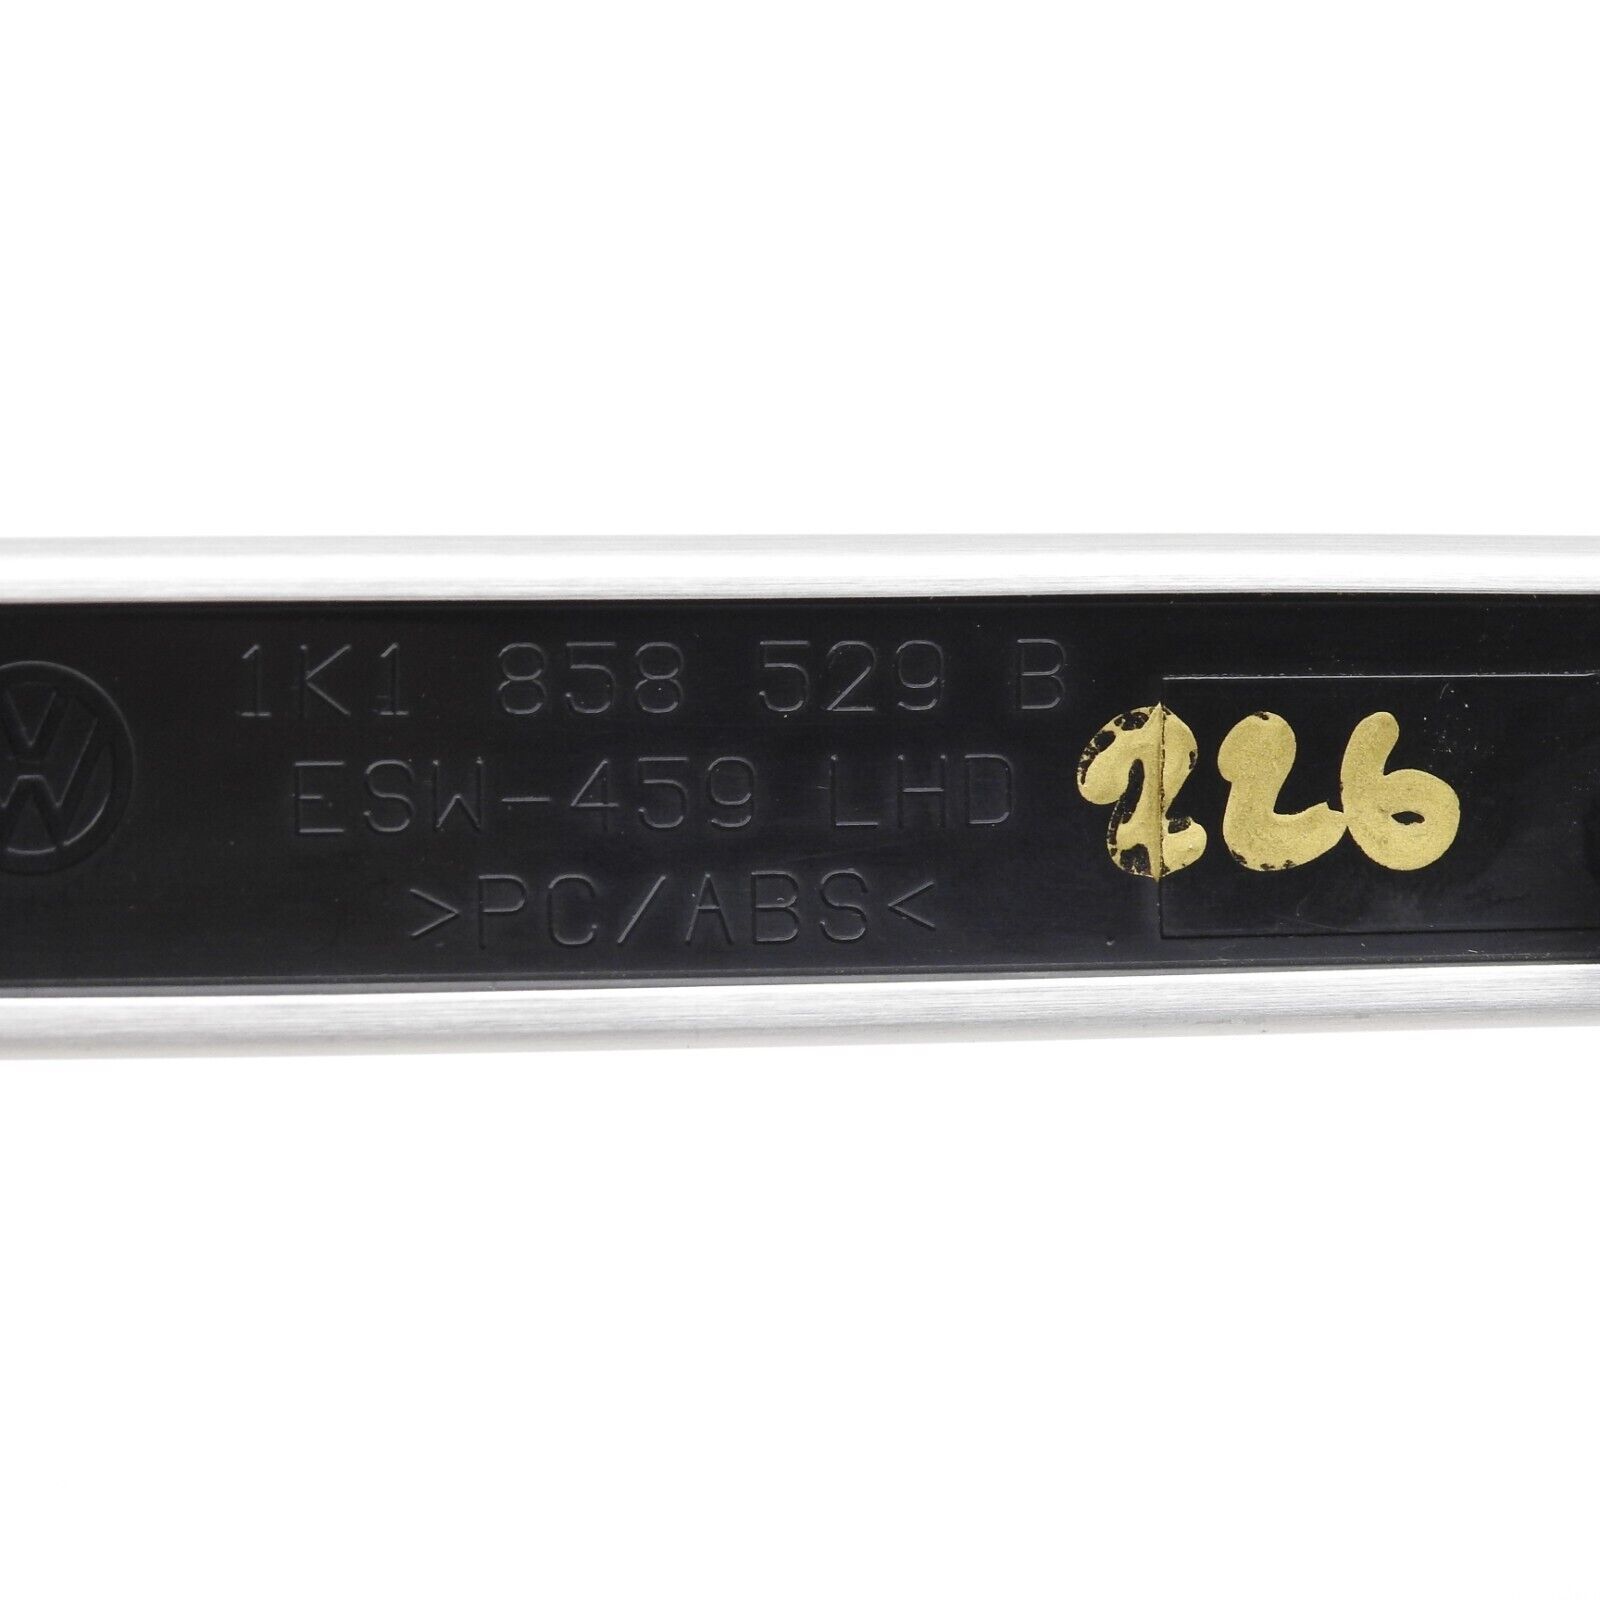 1K1 858 529 B
ESW-459 LHD
>PC/ABS<
226